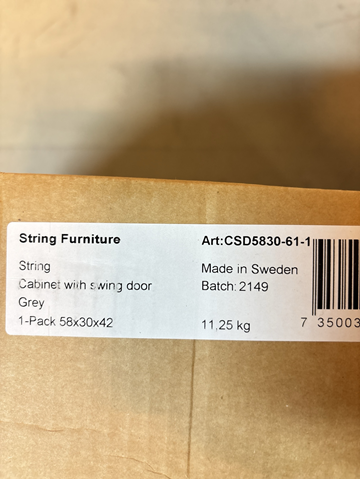 String Furniture
Art:CSD5830-61-1
String
Made in Sweden
Cabinet with swing door
Batch: 2149
Grey
1-Pack 58x30x42
11,25 kg
7 35003